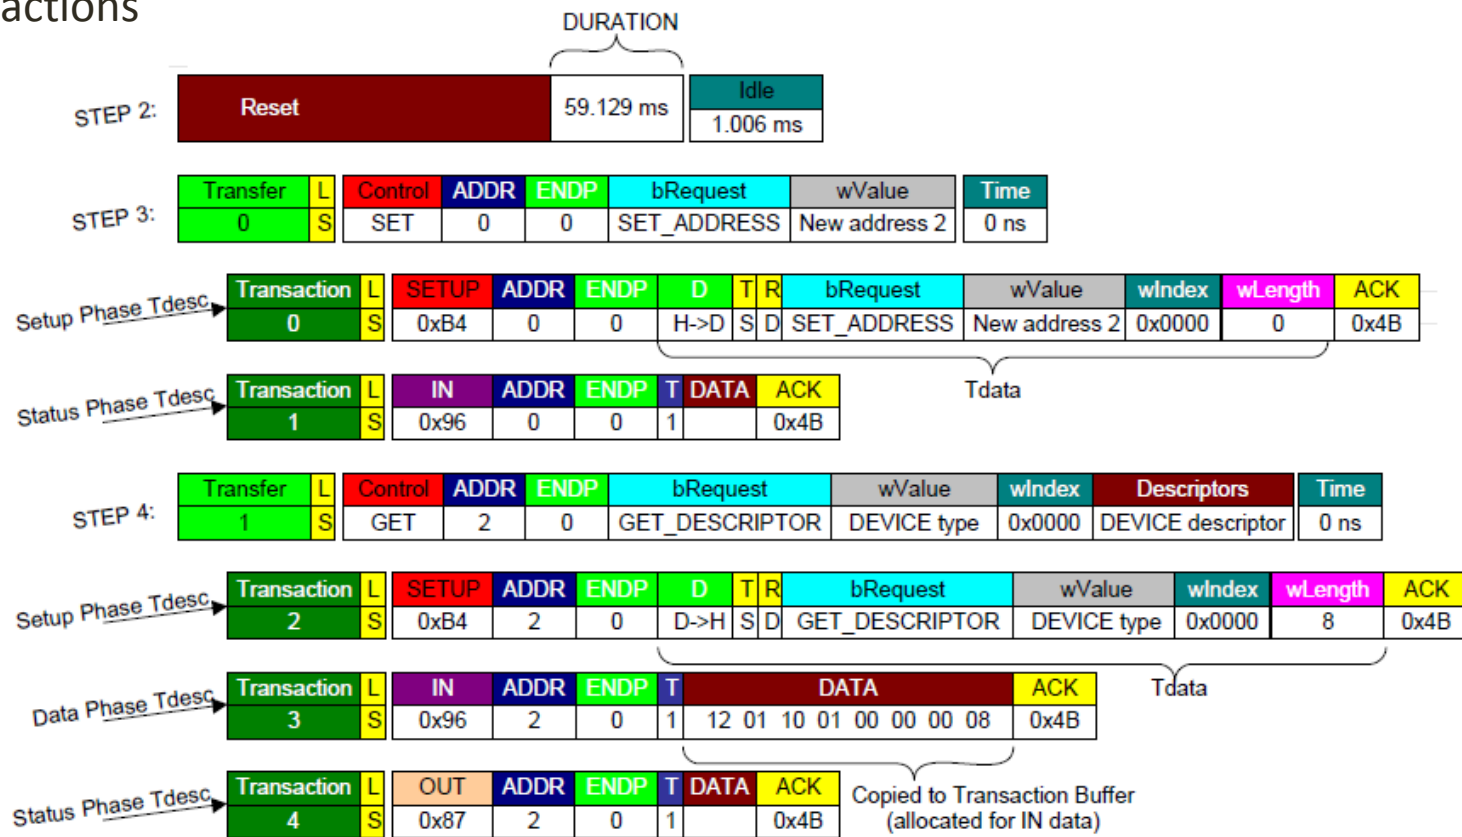 actions
DURATION
STEP 2: Reset 59.129 ms Idle
1.006 ms
STEP 3: Transfer L Control ADDR ENDP bRequest wValue Time
0 S SET 0 0 SET_ADDRESS New address 2 0 ns
Setup Phase Tdesc Transaction L SETUP ADDR ENDP D T R bRequest wValue wIndex wLength ACK
0 S 0xB4 0 0 H->D S D SET_ADDRESS New address 2 0x0000 0 0x4B
Tdata
Status Phase Tdesc Transaction L IN ADDR ENDP T DATA ACK
1 S 0x96 0 0 1 0x4B
STEP 4: Transfer L Control ADDR ENDP bRequest wValue wIndex Descriptors Time
1 S GET 2 0 GET_DESCRIPTOR DEVICE type 0x0000 DEVICE descriptor 0 ns
Setup Phase Tdesc Transaction L SETUP ADDR ENDP D T R bRequest wValue wIndex wLength ACK
2 S 0xB4 2 0 D->H S D GET_DESCRIPTOR DEVICE type 0x0000 8 0x4B
Tdata
Data Phase Tdesc Transaction L IN ADDR ENDP T DATA ACK
3 S 0x96 2 0 1 12 01 10 01 00 00 00 08 0x4B
Status Phase Tdesc Transaction L OUT ADDR ENDP T DATA ACK
4 S 0x87 2 0 1 0x4B
Copied to Transaction Buffer
(allocated for IN data)